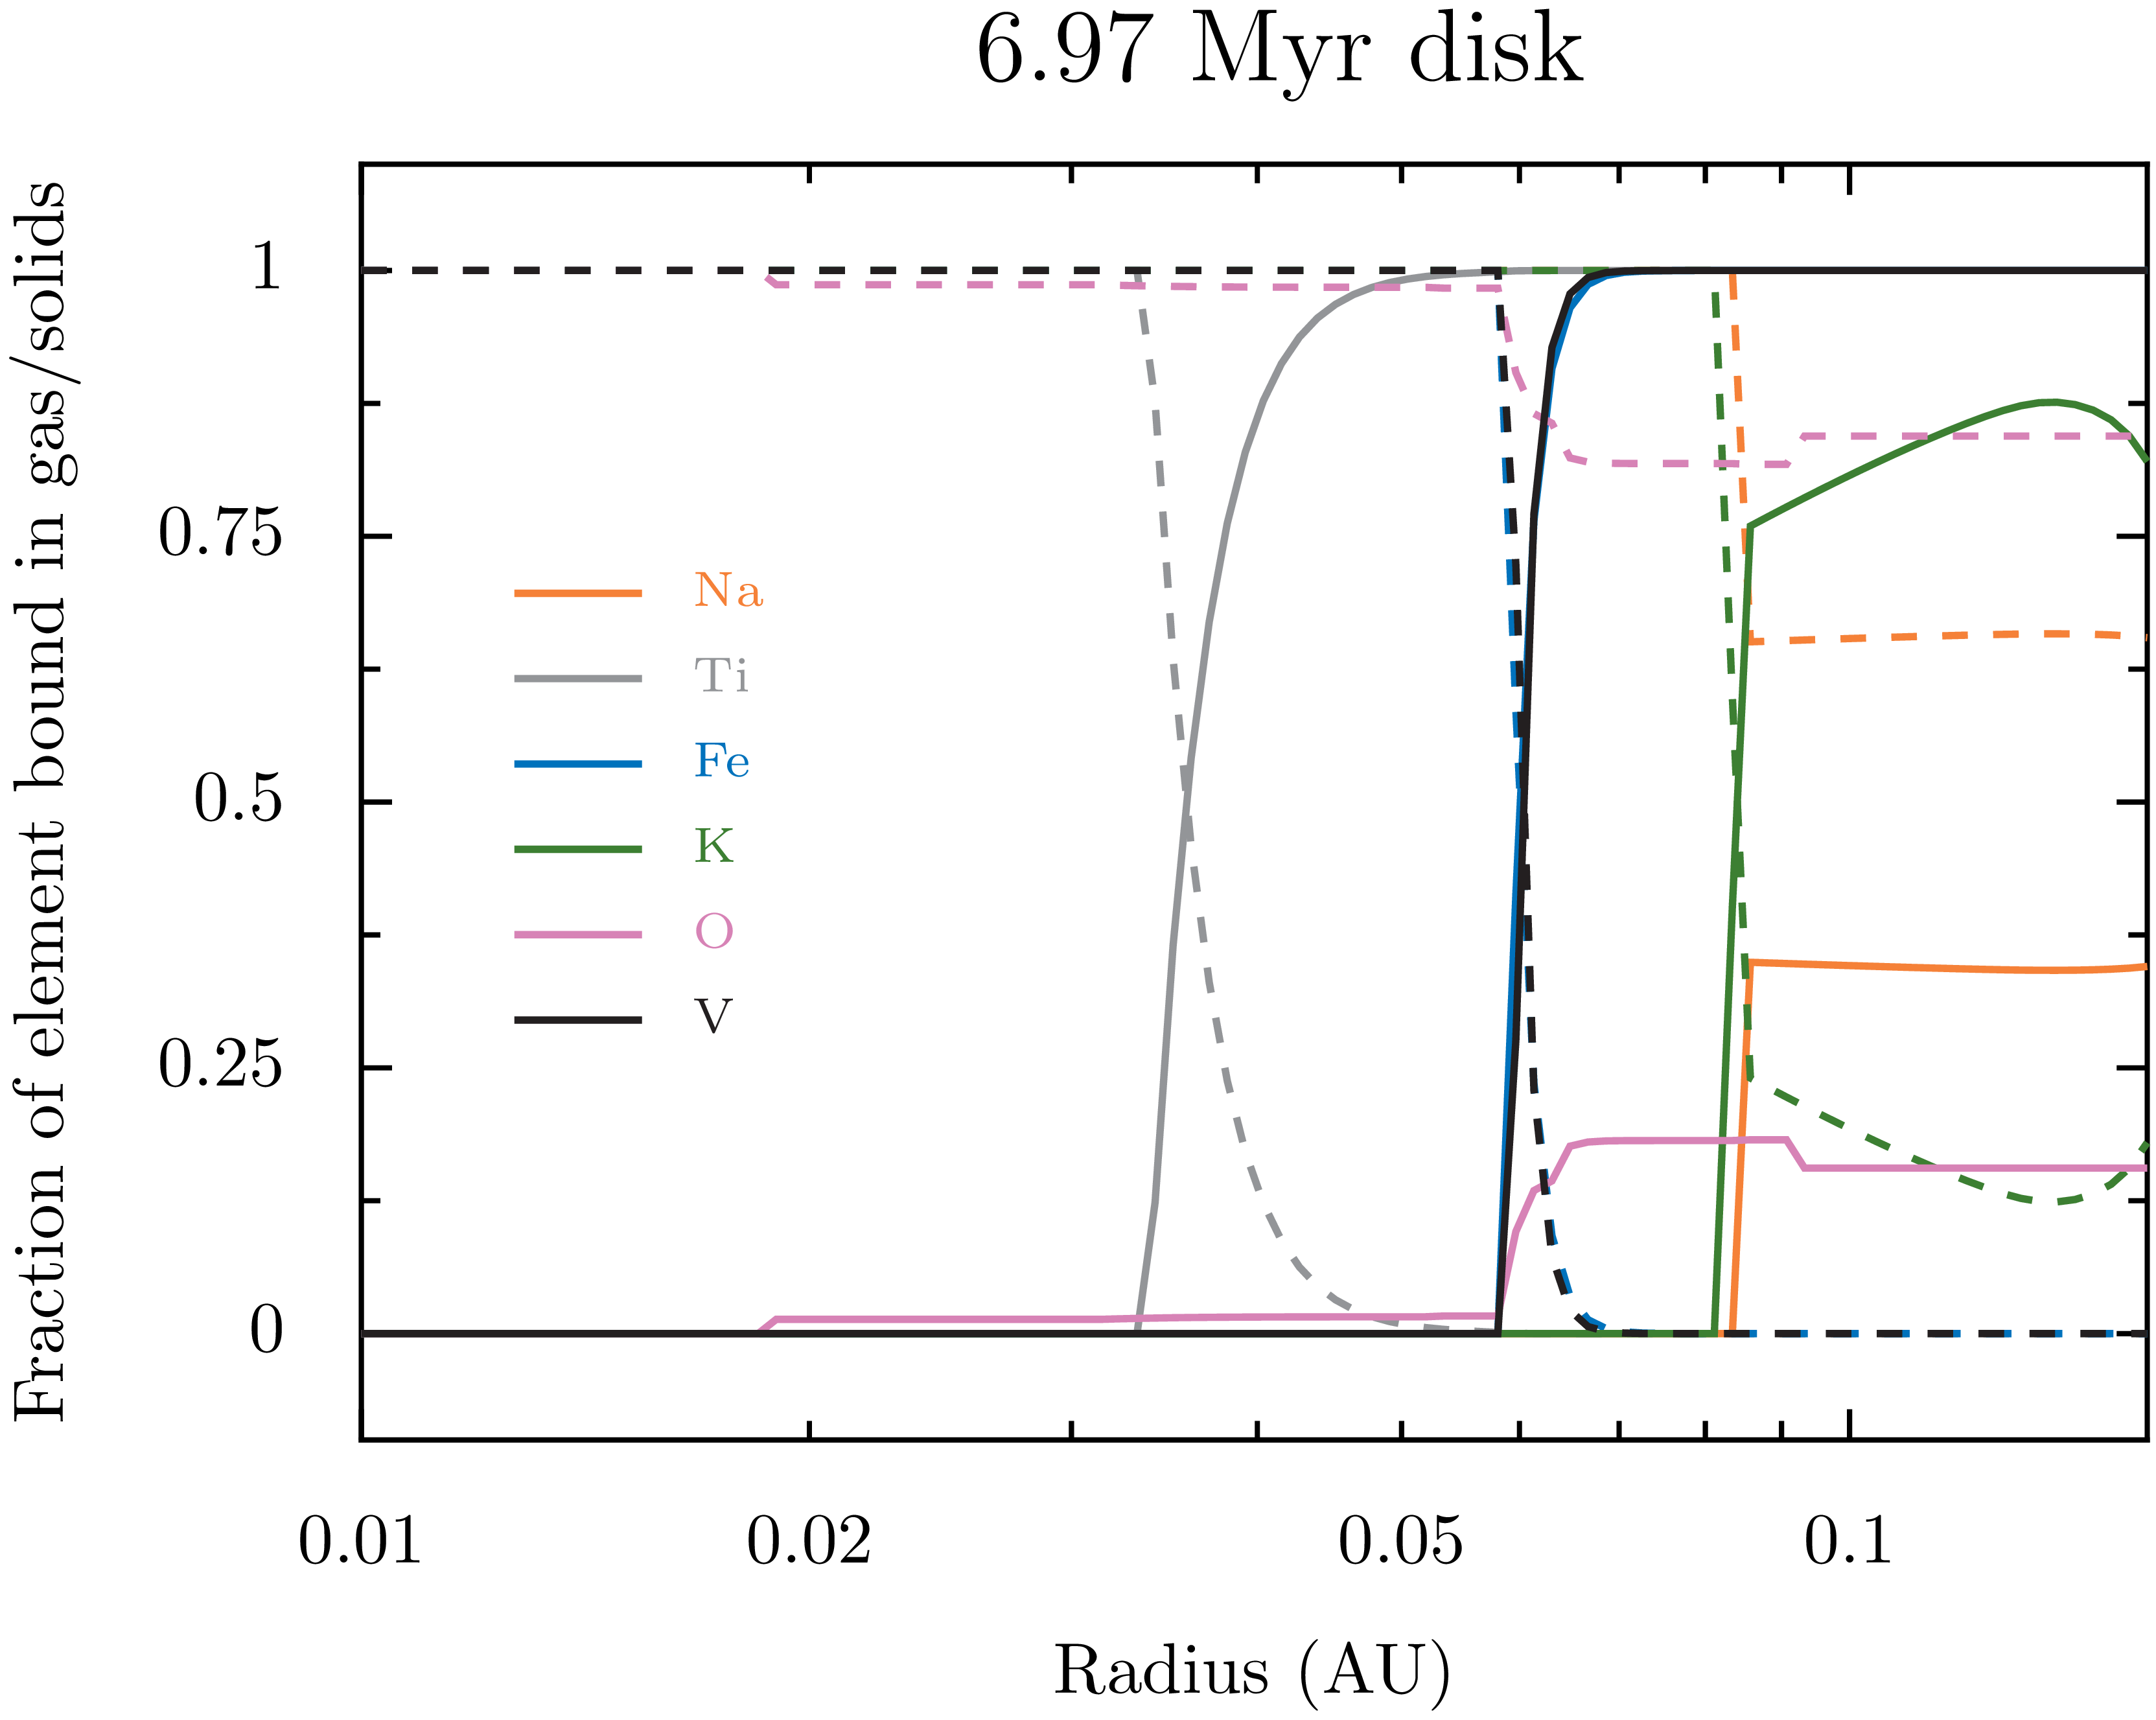 6.97 Myr disk
Fraction of element bound in gas/solids
1
0.75
0.5
0.25
0
Na
Ti
Fe
K
O
V
0.01
0.02
0.05
0.1
Radius (AU)